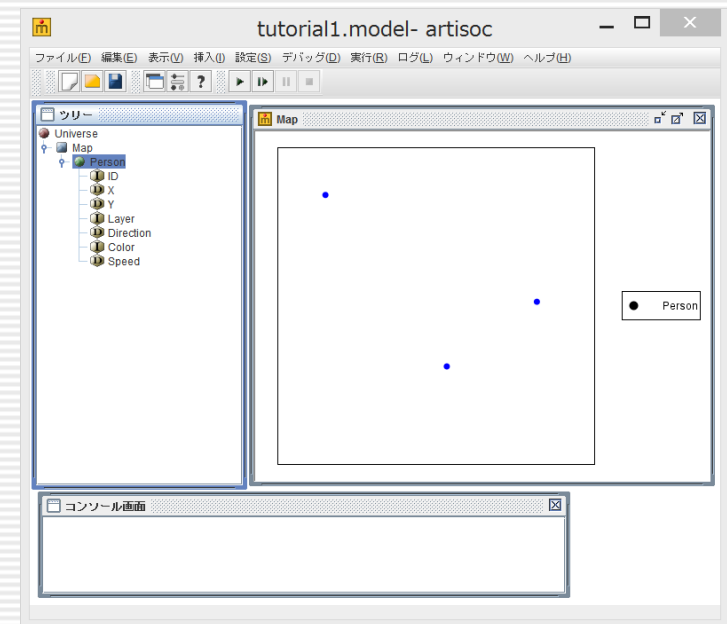 tutorial1.model- artisoc
ファイル(F) 編集(E) 表示(V) 挿入(I) 設定(S) デバッグ(D) 実行(R) ログ(L) ウィンドウ(W) ヘルプ(H)
ツリー
Universe
Map
Person
ID
X
Y
Layer
Direction
Color
Speed
Map
Person
コンソール画面